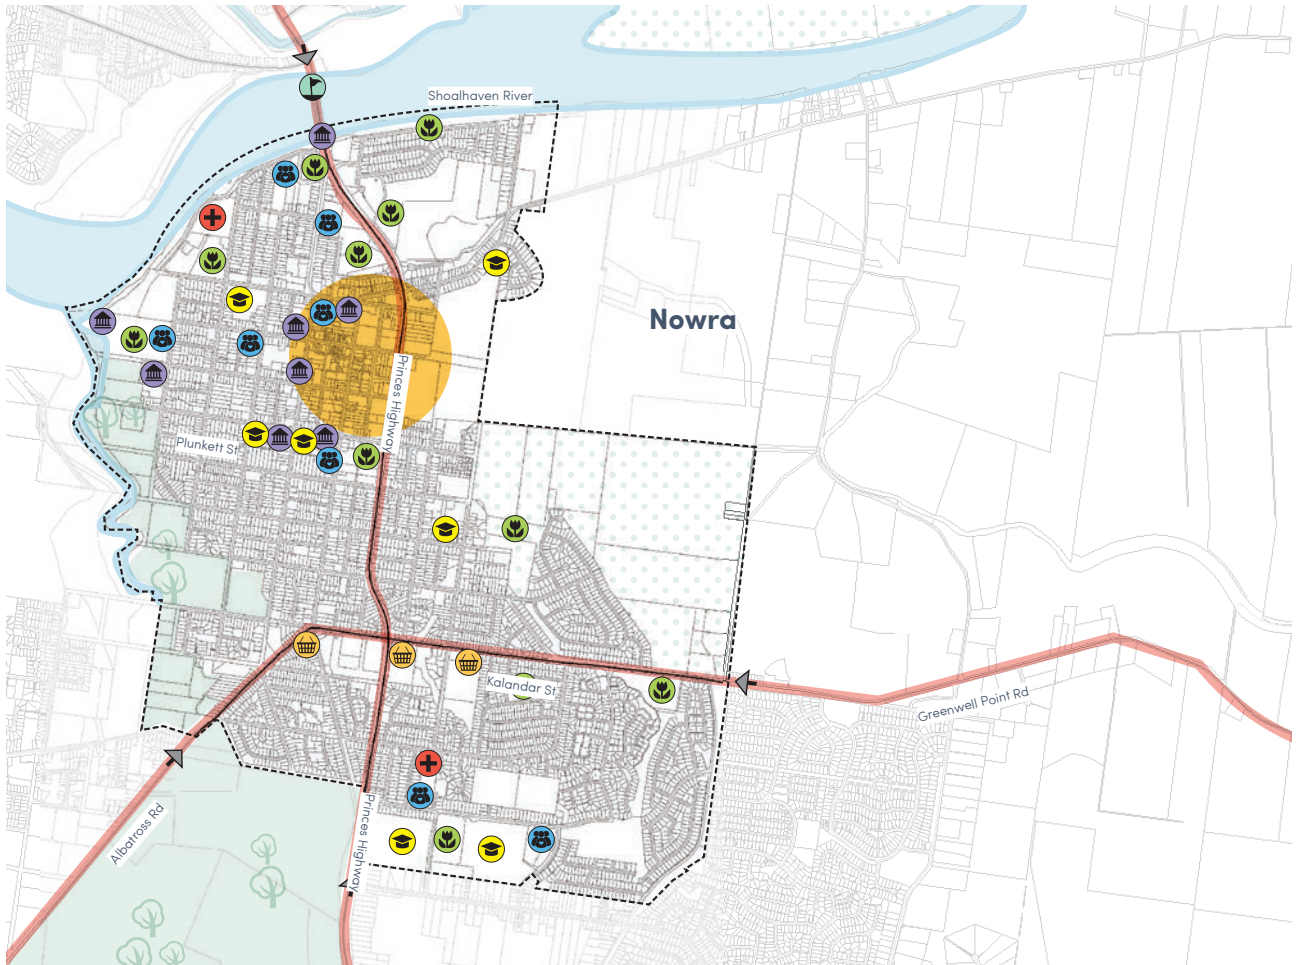 Shoalhaven River
Nowra
Princes Highway
Plunkett St
Kalandar St
Greenwell Point Rd
Albatross Rd
Princes Highway